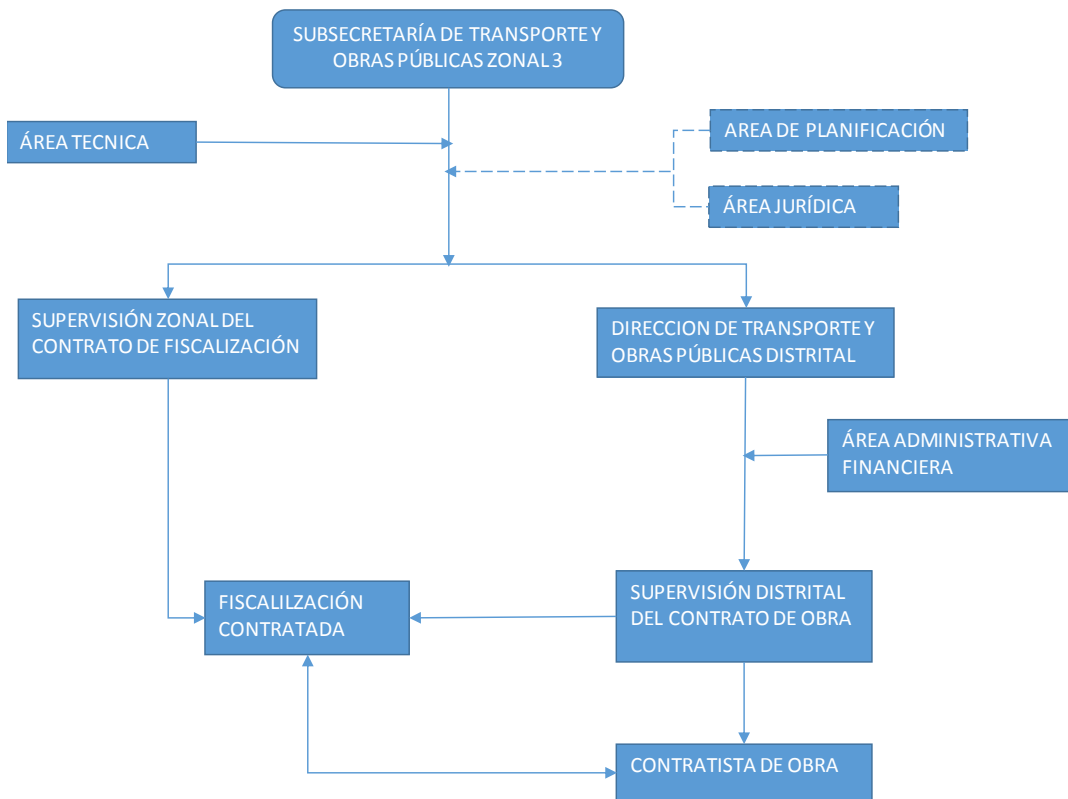 SUBSECRETARÍA DE TRANSPORTE Y
OBRAS PÚBLICAS ZONAL 3
ÁREA TECNICA
AREA DE PLANIFICACIÓN
ÁREA JURÍDICA
SUPERVISIÓN ZONAL DEL
CONTRATO DE FISCALIZACIÓN
DIRECCION DE TRANSPORTE Y
OBRAS PÚBLICAS DISTRITAL
ÁREA ADMINISTRATIVA
FINANCIERA
FISCALILZACIÓN
CONTRATADA
SUPERVISIÓN DISTRITAL
DEL CONTRATO DE OBRA
CONTRATISTA DE OBRA